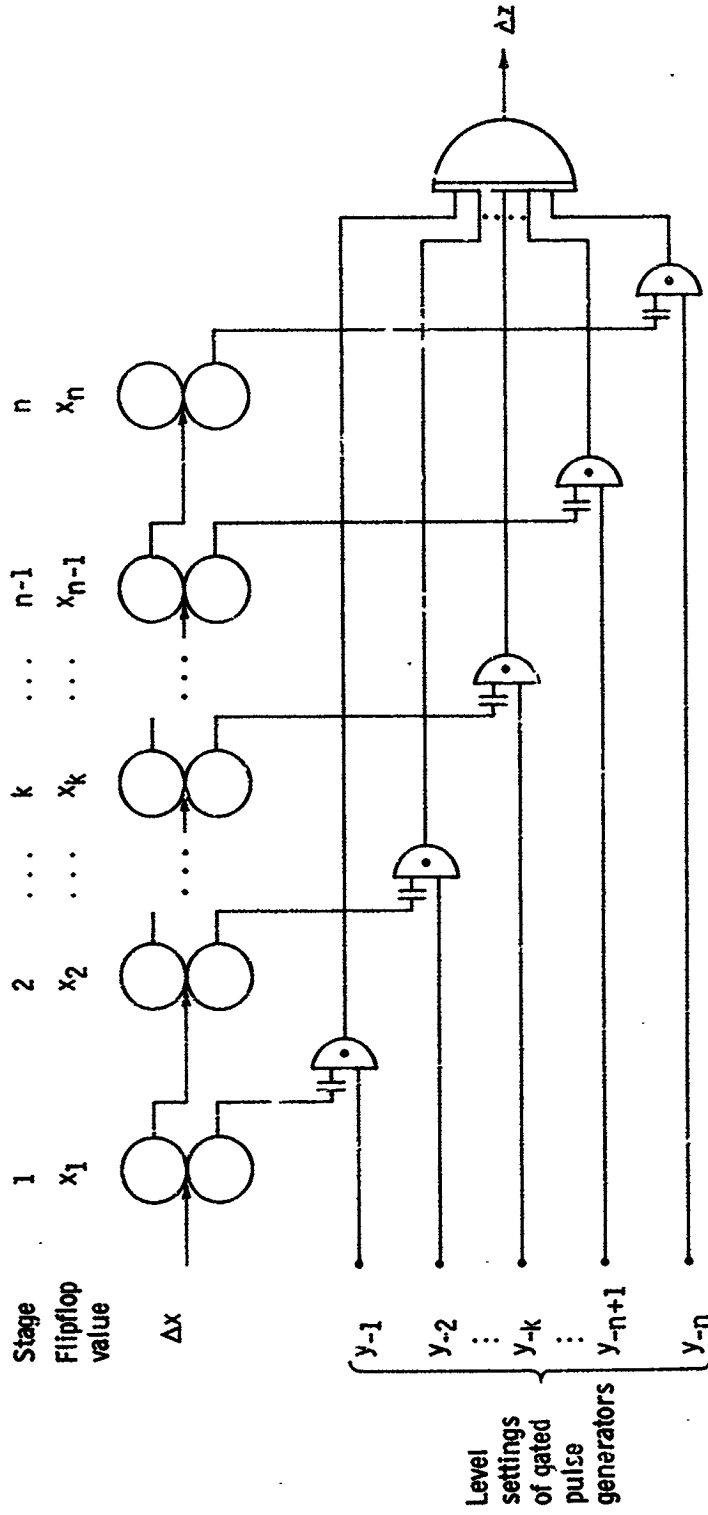 Stage 1 2 ... k ... n-1 n
Flipflop value x1 x2 ... xk ... xn-1 xn
Δx
... ...
Δz
y-1
y-2
⋮
y-k
⋮
y-n+1
y-n
Level
settings
of gated
pulse
generators